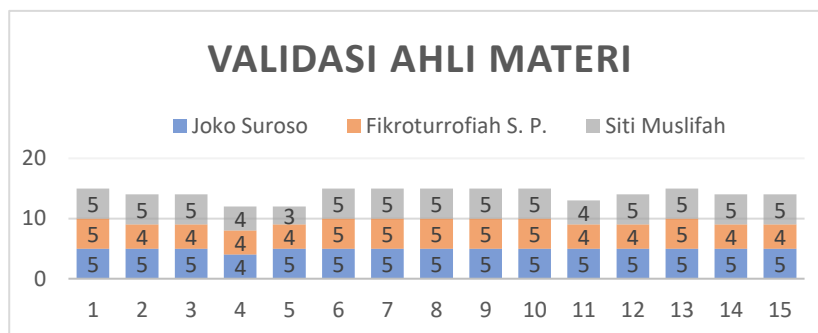 VALIDASI AHLI MATERI
Joko Suroso Fikroturrofiah S. P. Siti Muslifah
20
5 5 5 4 3 5 5 5 5 5 4 5 5 5 5
10
5 4 4 4 4 5 5 5 5 5 4 4 5 4 4
5 5 5 4 5 5 5 5 5 5 5 5 5 5 5
0
1 2 3 4 5 6 7 8 9 10 11 12 13 14 15